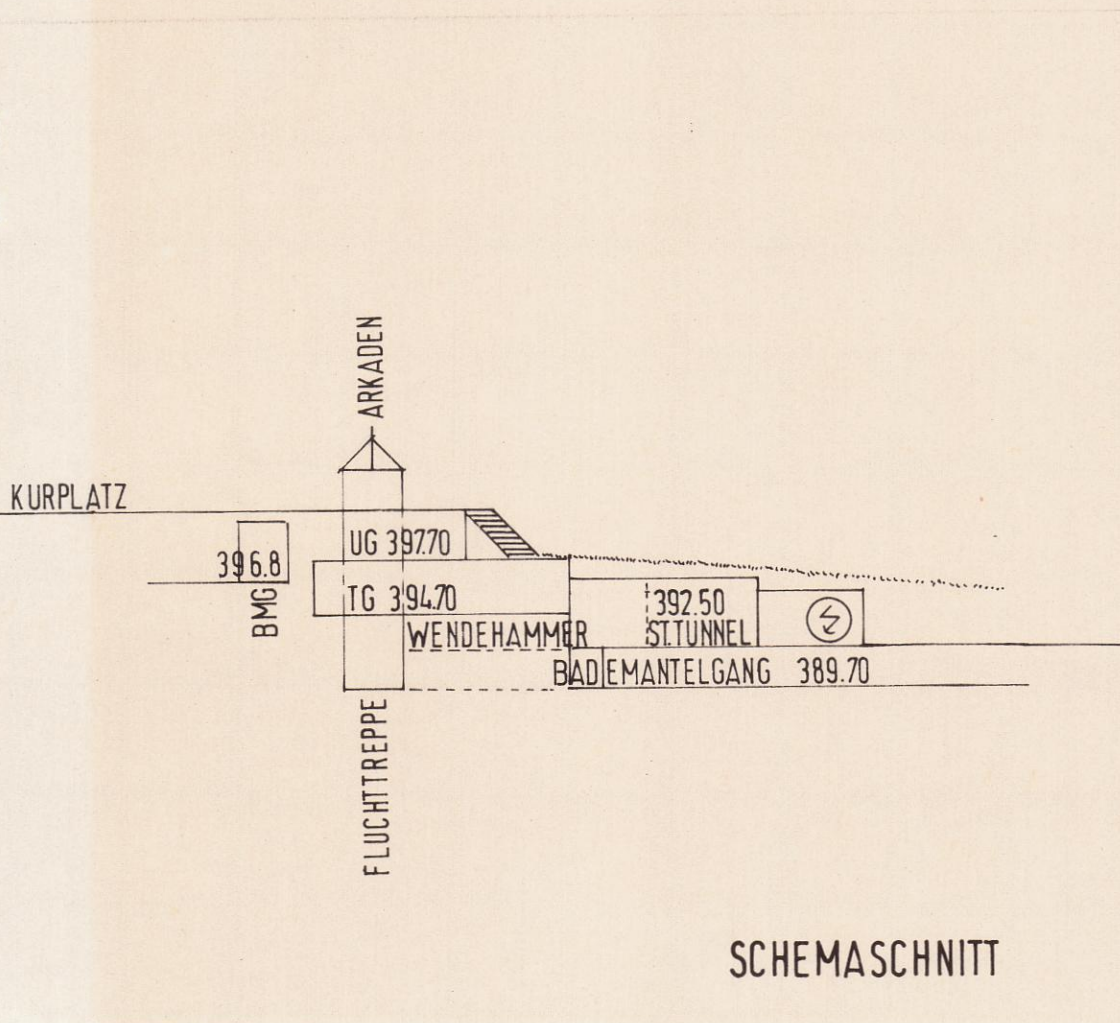 ARKADEN
KURPLATZ
UG 397.70
396.8
BMG
TG 394.70
392.50
WENDEHAMMER
ST.TUNNEL
BADEMANTELGANG 389.70
FLUCHTTREPPE
SCHEMASCHNITT